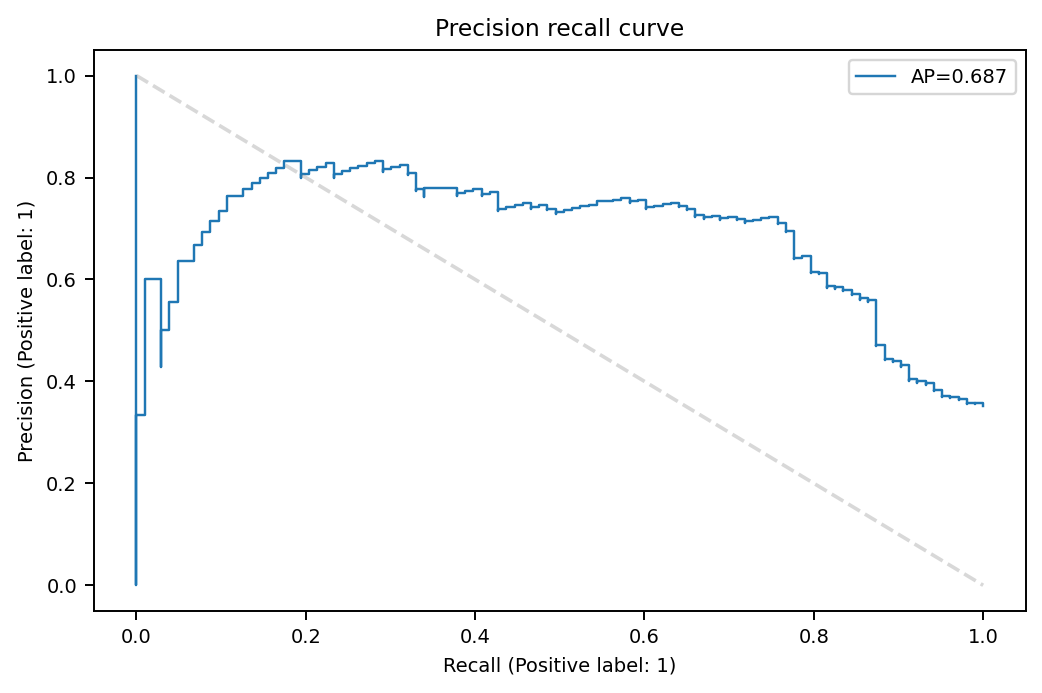 Precision recall curve
AP=0.687
Precision (Positive label: 1)
1.0
0.8
0.6
0.4
0.2
0.0
0.0 0.2 0.4 0.6 0.8 1.0
Recall (Positive label: 1)